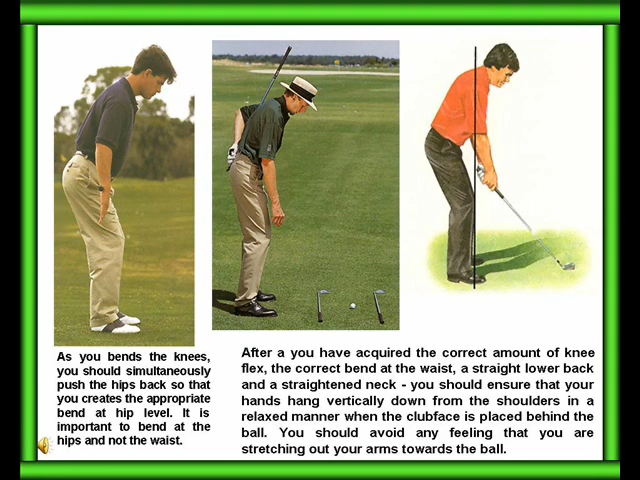 As you bends the knees,
you should simultaneously
push the hips back so that
you creates the appropriate
bend at hip level. It is
important to bend at the
hips and not the waist.
After a you have acquired the correct amount of knee
flex, the correct bend at the waist, a straight lower back
and a straightened neck - you should ensure that your
hands hang vertically down from the shoulders in a
relaxed manner when the clubface is placed behind the
ball. You should avoid any feeling that you are
stretching out your arms towards the ball.